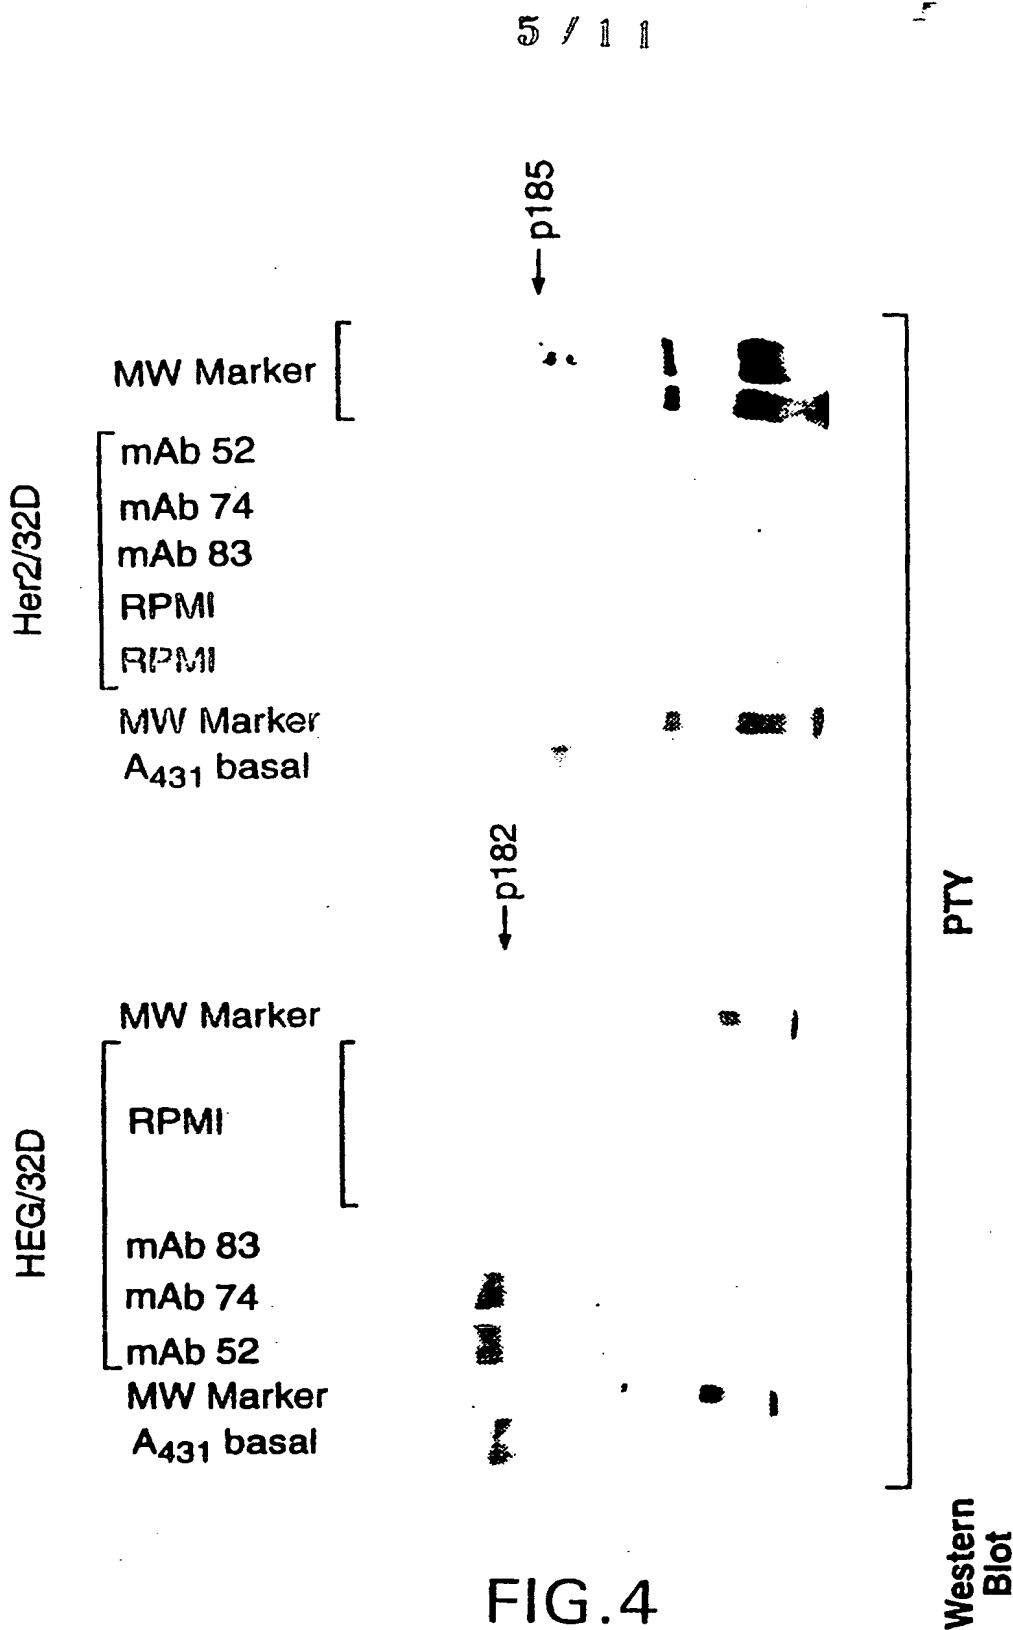 5 / 1 1
p185
MW Marker
Her2/32D
mAb 52
mAb 74
mAb 83
RPMI
RPMI
MW Marker
A431 basal
p182
PTY
MW Marker
HEG/32D
RPMI
mAb 83
mAb 74
mAb 52
MW Marker
A431 basal
Western
Blot
FIG.4